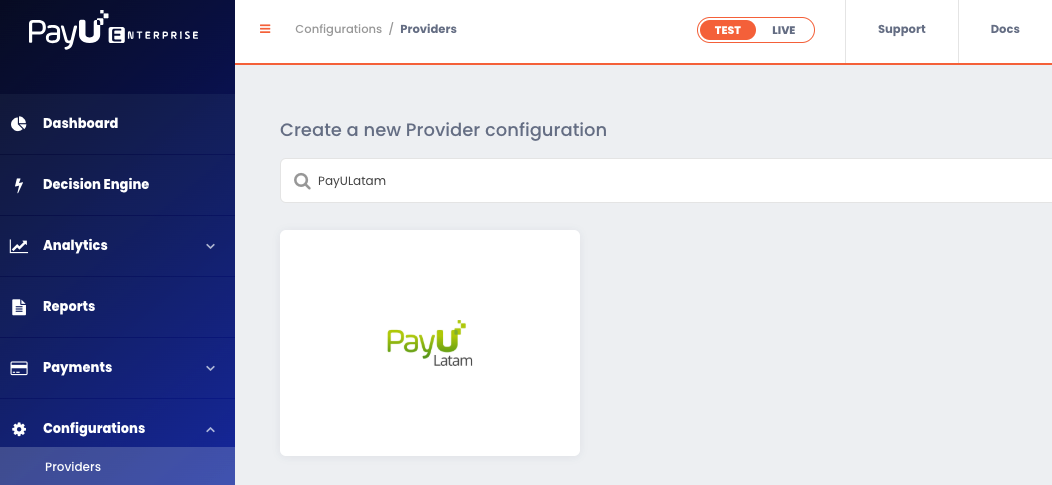 PayU ENTERPRISE
Configurations / Providers
TEST LIVE
Support
Docs
Dashboard
Decision Engine
Analytics
Reports
Payments
Configurations
Providers
Create a new Provider configuration
PayULatam
PayU
Latam